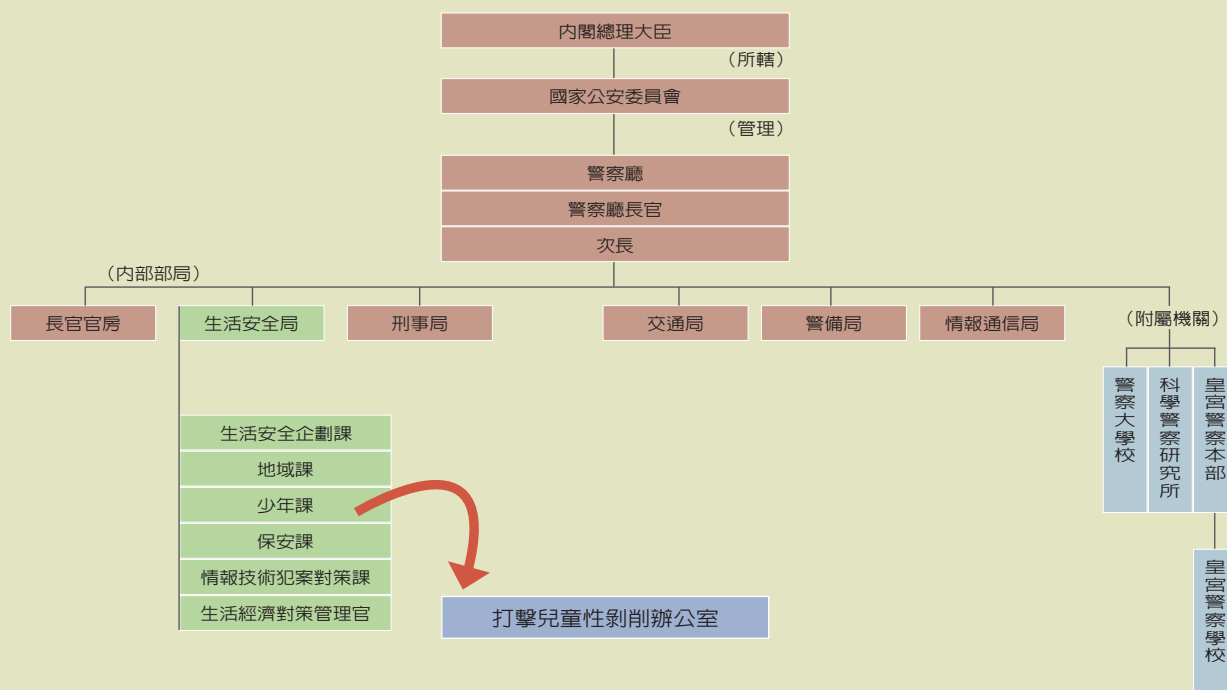 內閣總理大臣
（所轄）
國家公安委員會
（管理）
警察廳
警察廳長官
次長
（內部部局）
長官官房
生活安全局
刑事局
交通局
警備局
情報通信局
（附屬機關）
警察大學校
科學警察研究所
皇宮警察本部
皇宮警察學校
生活安全企劃課
地域課
少年課
保安課
情報技術犯案對策課
生活經濟對策管理官
打擊兒童性剝削辦公室